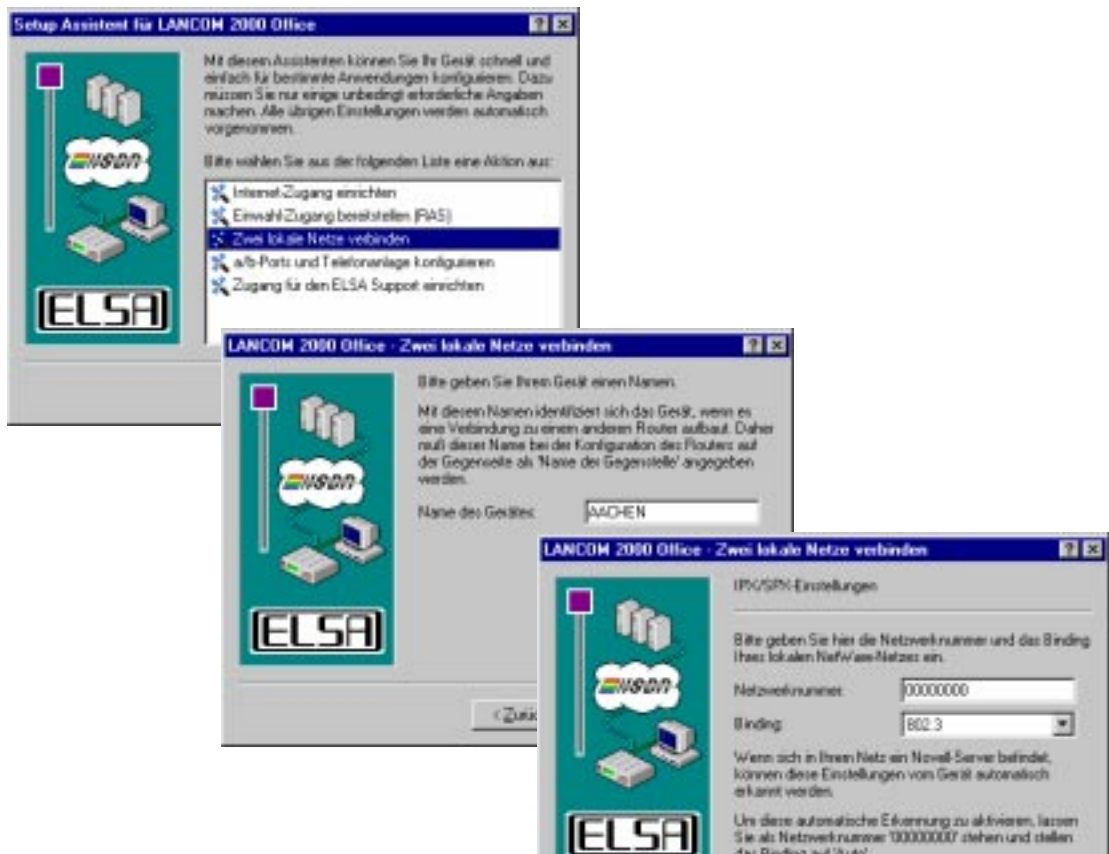 Setup Assistent für LANCOM 2000 Office
Mit diesem Assistenten können Sie Ihr Gerät schnell und
einfach für bestimmte Anwendungen konfigurieren. Dazu
müssen Sie nur einige unbedingt erforderliche Angaben
machen. Alle übrigen Einstellungen werden automatisch
vorgenommen.
Bitte wählen Sie aus der folgenden Liste eine Aktion aus:
Internet-Zugang einrichten
Einwahl-Zugang bereitstellen (RAS)
Zwei lokale Netze verbinden
a/b-Ports und Telefonanlage konfigurieren
Zugang für den ELSA Support einrichten
ISDN
ELSA
LANCOM 2000 Office - Zwei lokale Netze verbinden
Bitte geben Sie Ihrem Gerät einen Namen.
Mit diesem Namen identifiziert sich das Gerät, wenn es
eine Verbindung zu einem anderen Router aufbaut. Daher
muß dieser Name bei der Konfiguration des Routers auf
der Gegenseite als 'Name der Gegenstelle' angegeben
werden.
Name des Gerätes: AACHEN
ISDN
ELSA
LANCOM 2000 Office - Zwei lokale Netze verbinden
IPX/SPX-Einstellungen
Bitte geben Sie hier die Netzwerknummer und das Binding
Ihres lokalen NetWare-Netzes ein.
Netzwerknummer: 00000000
Binding: 802.3
Wenn sich in Ihrem Netz ein Novell-Server befindet,
können diese Einstellungen vom Gerät automatisch
erkannt werden.
Um diese automatische Erkennung zu aktivieren, lassen
Sie als Netzwerknummer '00000000' stehen und stellen
das Binding auf 'Auto'.
ISDN
ELSA